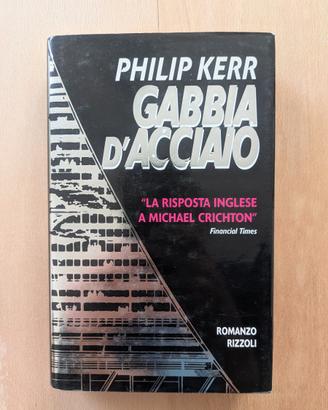 PHILIP KERR
GABBIA
D'ACCIAIO
"LA RISPOSTA INGLESE
A MICHAEL CRICHTON"
Financial Times
ROMANZO
RIZZOLI